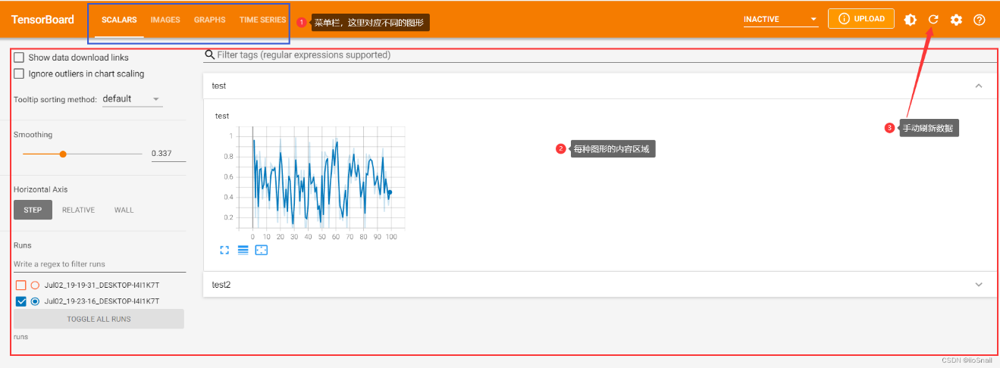 TensorBoard SCALARS IMAGES GRAPHS TIME SERIES 1 菜单栏，这里对应不同的图形 INACTIVE UPLOAD
Show data download links
Ignore outliers in chart scaling
Tooltip sorting method: default
Smoothing
0.337
Horizontal Axis
STEP RELATIVE WALL
Runs
Write a regex to filter runs
Jul02_19-19-31_DESKTOP-I4I1K7T
Jul02_19-23-16_DESKTOP-I4I1K7T
TOGGLE ALL RUNS
runs
Filter tags (regular expressions supported)
test
test
1
0.8
0.6
0.4
0.2
0 10 20 30 40 50 60 70 80 90 100
2 每种图形的内容区域
3 手动刷新数据
test2
CSDN @iioSnail